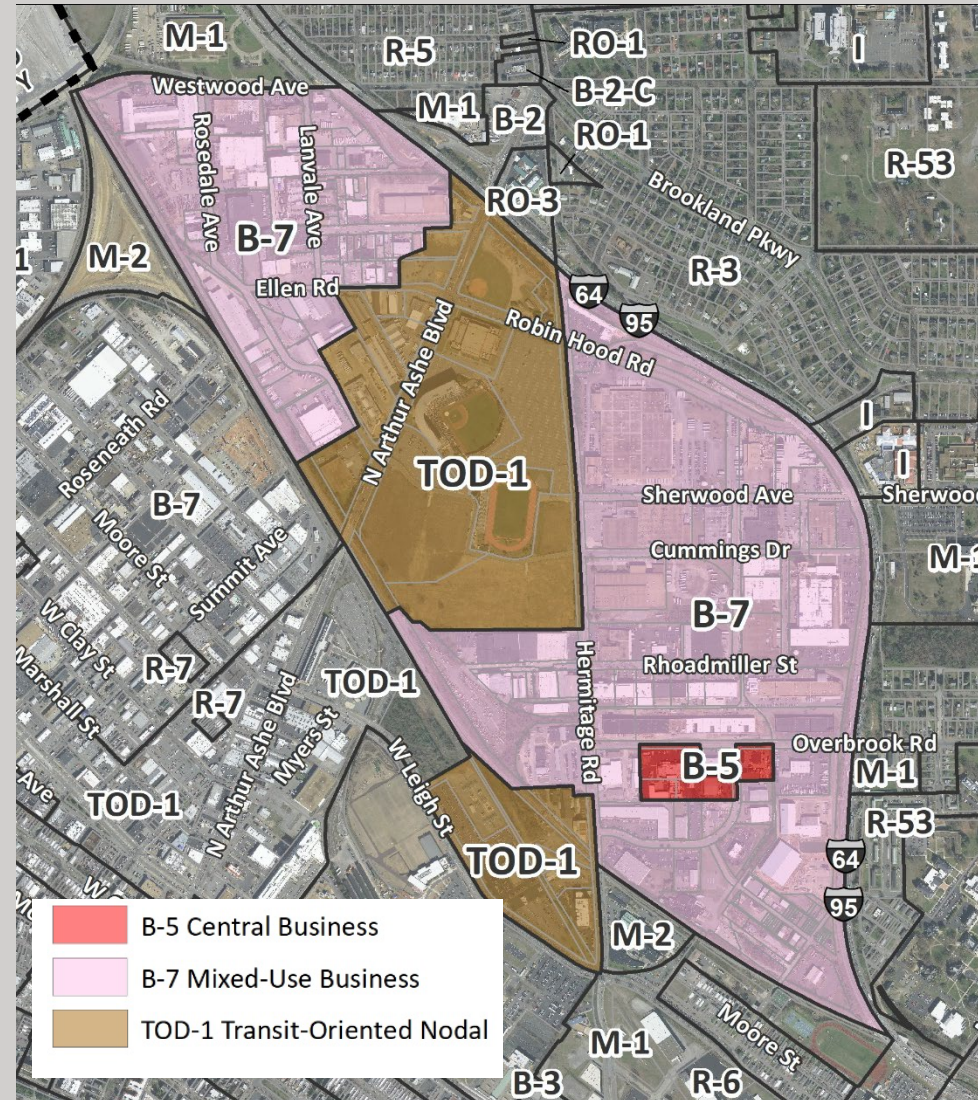 M-1
R-5
RO-1
I
Westwood Ave
B-2-C
M-1
B-2
RO-1
Rosedale Ave
Lanvale Ave
R-53
RO-3
Brookland Pkwy
B-7
M-2
Ellen Rd
R-3
64
95
Robin Hood Rd
N Arthur Ashe Blvd
Roseneath Rd
I
I
TOD-1
Sherwood Ave
Sherwoo
B-7
Moore St
Summit Ave
Cummings Dr
B-7
W Clay St
Marshall St
R-7
R-7
TOD-1
Hermitage Rd
Rhoadmiller St
N Arthur Ashe Blvd
Myers St
Overbrook Rd
B-5
M-1
Ave
TOD-1
W Leigh St
R-53
TOD-1
64
95
M-2
B-5 Central Business
B-7 Mixed-Use Business
TOD-1 Transit-Oriented Nodal
Moore St
M-1
B-3
R-6